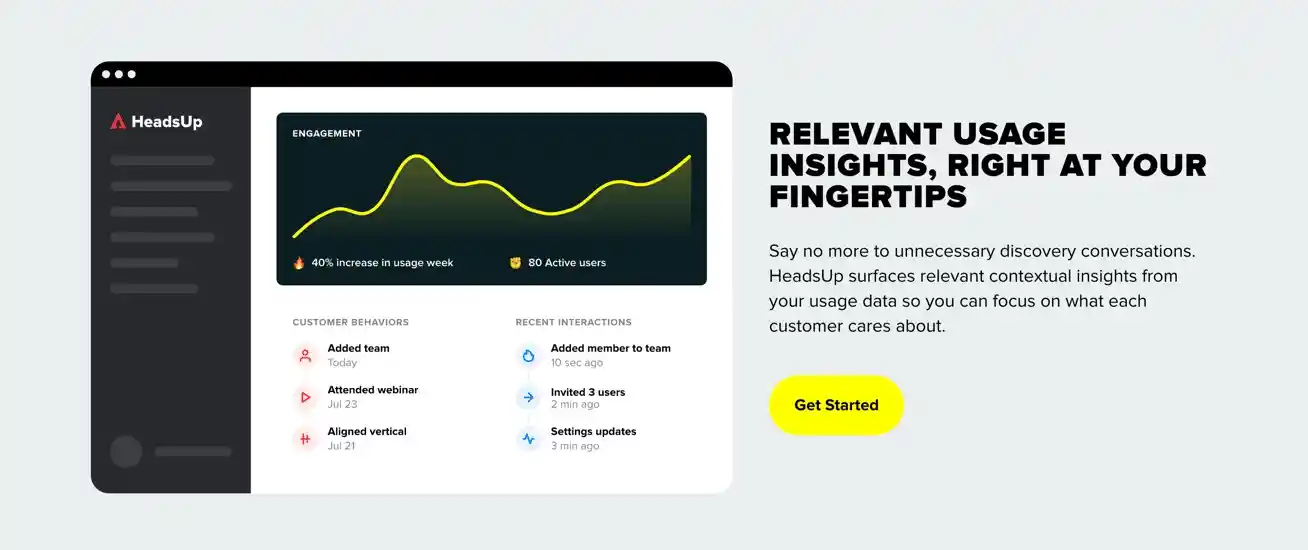 HeadsUp
ENGAGEMENT
40% increase in usage week
80 Active users
CUSTOMER BEHAVIORS
Added team
Today
Attended webinar
Jul 23
Aligned vertical
Jul 21
RECENT INTERACTIONS
Added member to team
10 sec ago
Invited 3 users
2 min ago
Settings updates
3 min ago
RELEVANT USAGE
INSIGHTS, RIGHT AT YOUR
FINGERTIPS
Say no more to unnecessary discovery conversations.
HeadsUp surfaces relevant contextual insights from
your usage data so you can focus on what each
customer cares about.
Get Started